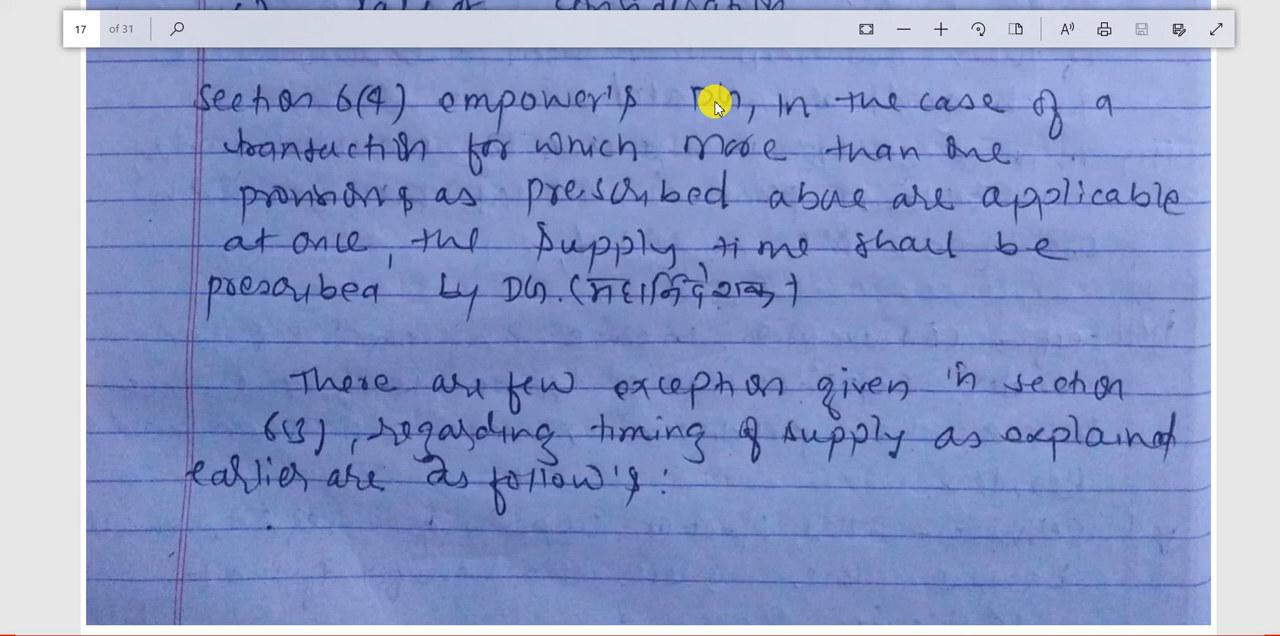 17 of 31
Section 6(4) empower's in the case of a
transaction for which more than one
provision's as prescribed above are applicable
at once, the supply time shall be
prescribed by DG. (महानिर्देशक)
There are few exception given in section
6(3), regarding timing of supply as explained
earlier are as follow's: